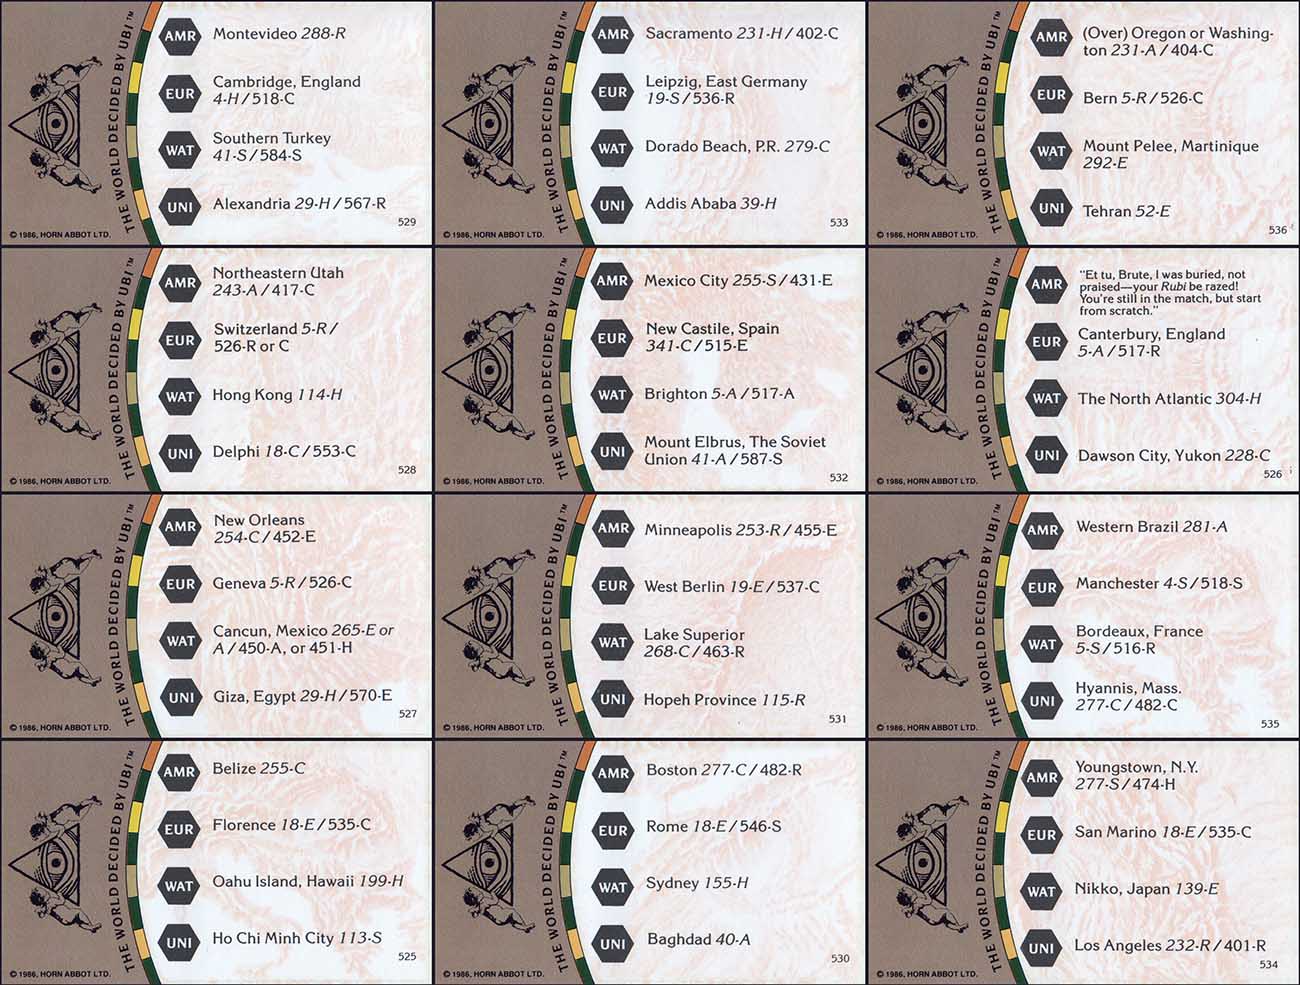 THE WORLD DECIDED BY UBI™
AMR
Montevideo 288-R
EUR
Cambridge, England
4-H/518-C
WAT
Southern Turkey
41-S/584-S
UNI
Alexandria 29-H/567-R
529
© 1986, HORN ABBOT LTD.
THE WORLD DECIDED BY UBI™
AMR
Sacramento 231-H/402-C
EUR
Leipzig, East Germany
19-S/536-R
WAT
Dorado Beach, P.R. 279-C
UNI
Addis Ababa 39-H
533
© 1986, HORN ABBOT LTD.
THE WORLD DECIDED BY UBI™
AMR
(Over) Oregon or Washing-
ton 231-A/404-C
EUR
Bern 5-R/526-C
WAT
Mount Pelee, Martinique
292-E
UNI
Tehran 52-E
536
© 1986, HORN ABBOT LTD.
THE WORLD DECIDED BY UBI™
AMR
Northeastern Utah
243-A/417-C
EUR
Switzerland 5-R/
526-R or C
WAT
Hong Kong 114-H
UNI
Delphi 18-C/553-C
528
© 1986, HORN ABBOT LTD.
THE WORLD DECIDED BY UBI™
AMR
Mexico City 255-S/431-E
EUR
New Castile, Spain
341-C/515-E
WAT
Brighton 5-A/517-A
UNI
Mount Elbrus, The Soviet
Union 41-A/587-S
532
© 1986, HORN ABBOT LTD.
THE WORLD DECIDED BY UBI™
AMR
"Et tu, Brute, I was buried, not
praised—your Rubi be razed!
You're still in the match, but start
from scratch."
EUR
Canterbury, England
5-A/517-R
WAT
The North Atlantic 304-H
UNI
Dawson City, Yukon 228-C
526
© 1986, HORN ABBOT LTD.
THE WORLD DECIDED BY UBI™
AMR
New Orleans
254-C/452-E
EUR
Geneva 5-R/526-C
WAT
Cancun, Mexico 265-E or
A/450-A, or 451-H
UNI
Giza, Egypt 29-H/570-E
527
© 1986, HORN ABBOT LTD.
THE WORLD DECIDED BY UBI™
AMR
Minneapolis 253-R/455-E
EUR
West Berlin 19-E/537-C
WAT
Lake Superior
268-C/463-R
UNI
Hopeh Province 115-R
531
© 1986, HORN ABBOT LTD.
THE WORLD DECIDED BY UBI™
AMR
Western Brazil 281-A
EUR
Manchester 4-S/518-S
WAT
Bordeaux, France
5-S/516-R
UNI
Hyannis, Mass.
277-C/482-C
535
© 1986, HORN ABBOT LTD.
THE WORLD DECIDED BY UBI™
AMR
Belize 255-C
EUR
Florence 18-E/535-C
WAT
Oahu Island, Hawaii 199-H
UNI
Ho Chi Minh City 113-S
525
© 1986, HORN ABBOT LTD.
THE WORLD DECIDED BY UBI™
AMR
Boston 277-C/482-R
EUR
Rome 18-E/546-S
WAT
Sydney 155-H
UNI
Baghdad 40-A
530
© 1986, HORN ABBOT LTD.
THE WORLD DECIDED BY UBI™
AMR
Youngstown, N.Y.
277-S/474-H
EUR
San Marino 18-E/535-C
WAT
Nikko, Japan 139-E
UNI
Los Angeles 232-R/401-R
534
© 1986, HORN ABBOT LTD.